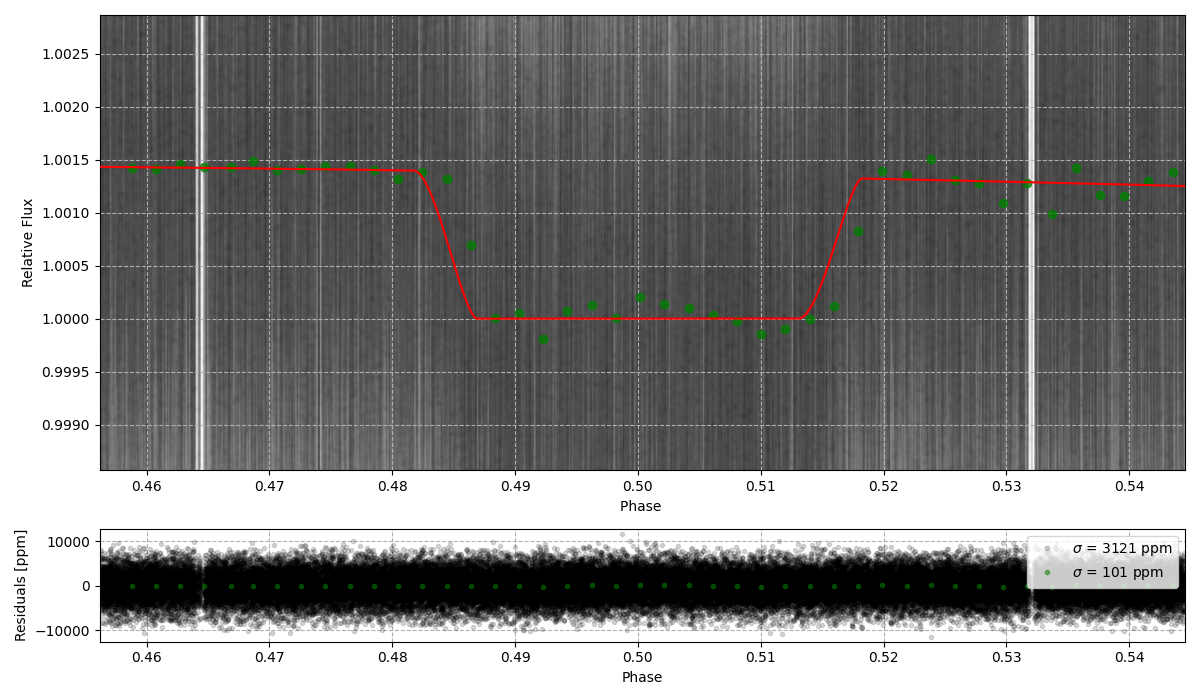 1.0025
1.0020
1.0015
1.0010
1.0005
1.0000
0.9995
0.9990
Relative Flux
0.46 0.47 0.48 0.49 0.50 0.51 0.52 0.53 0.54
Phase
10000
0
−10000
Residuals [ppm]
σ = 3121 ppm
σ = 101 ppm
0.46 0.47 0.48 0.49 0.50 0.51 0.52 0.53 0.54
Phase